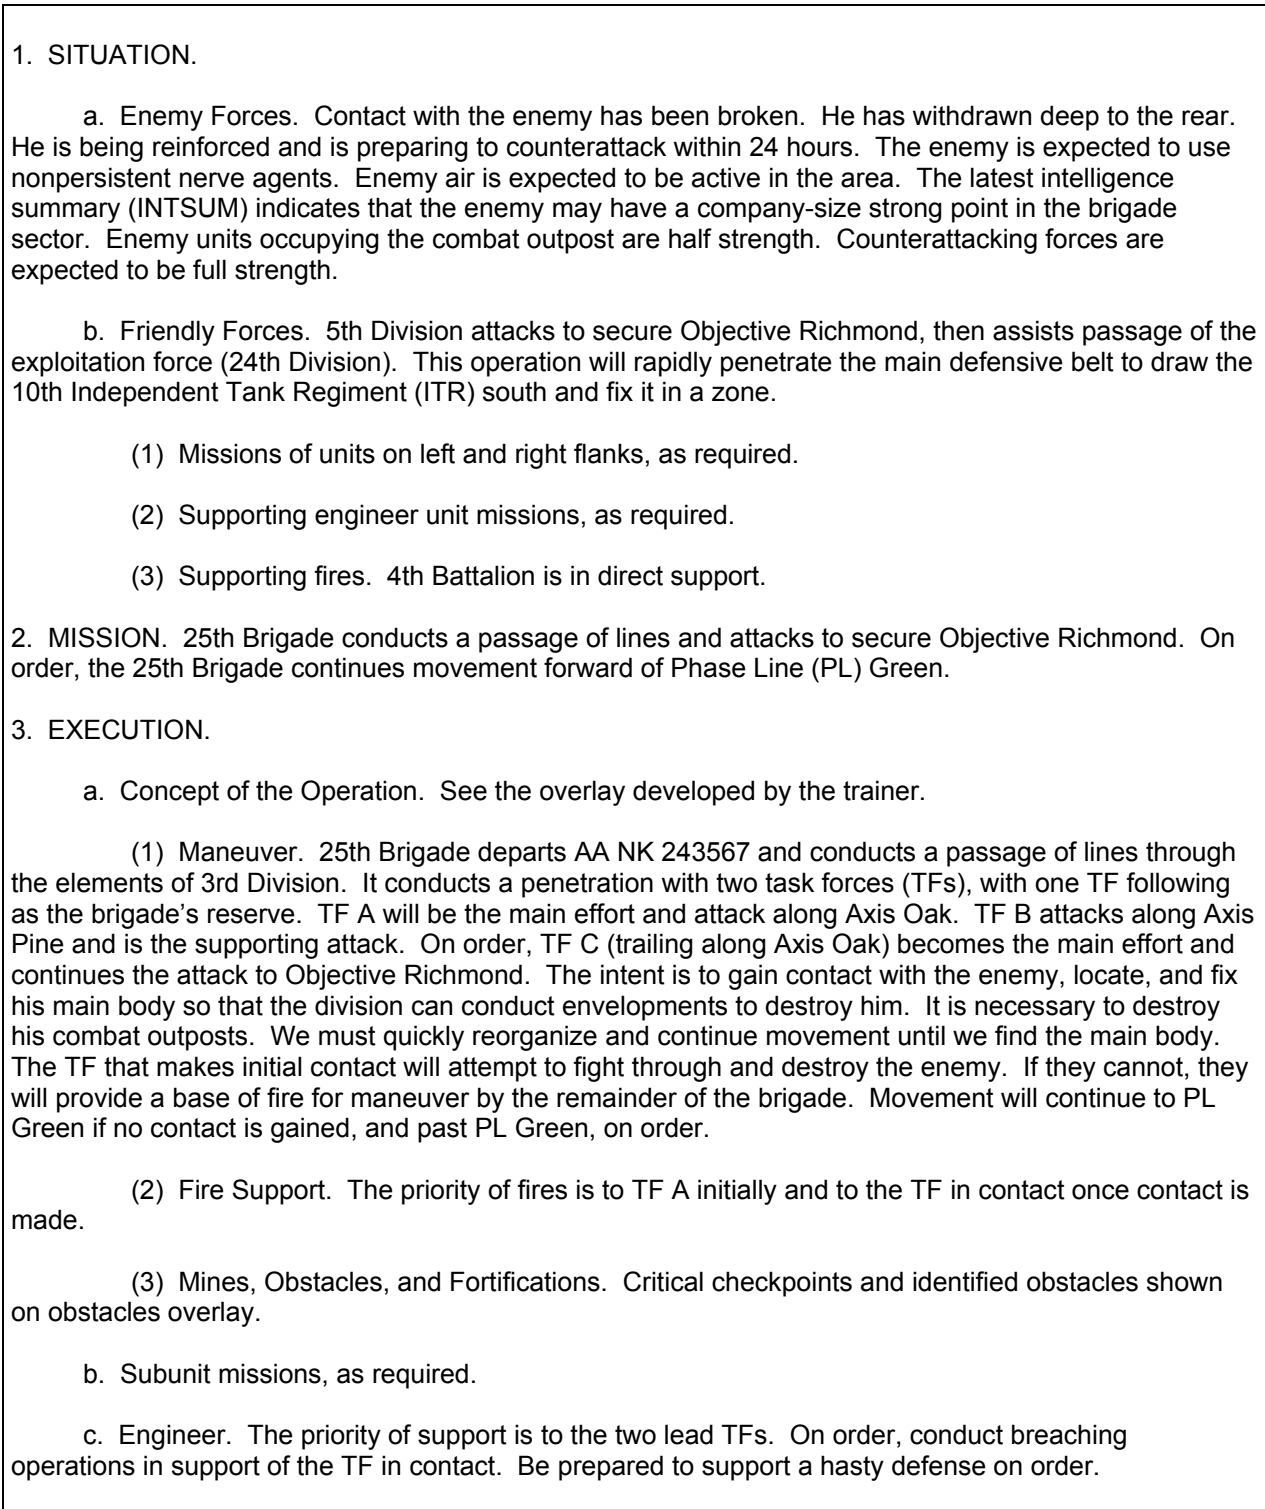 1.  SITUATION.
a.  Enemy Forces.  Contact with the enemy has been broken.  He has withdrawn deep to the rear.
He is being reinforced and is preparing to counterattack within 24 hours.  The enemy is expected to use
nonpersistent nerve agents.  Enemy air is expected to be active in the area.  The latest intelligence
summary (INTSUM) indicates that the enemy may have a company-size strong point in the brigade
sector.  Enemy units occupying the combat outpost are half strength.  Counterattacking forces are
expected to be full strength.
b.  Friendly Forces.  5th Division attacks to secure Objective Richmond, then assists passage of the
exploitation force (24th Division).  This operation will rapidly penetrate the main defensive belt to draw the
10th Independent Tank Regiment (ITR) south and fix it in a zone.
(1)  Missions of units on left and right flanks, as required.
(2)  Supporting engineer unit missions, as required.
(3)  Supporting fires.  4th Battalion is in direct support.
2.  MISSION.  25th Brigade conducts a passage of lines and attacks to secure Objective Richmond.  On
order, the 25th Brigade continues movement forward of Phase Line (PL) Green.
3.  EXECUTION.
a.  Concept of the Operation.  See the overlay developed by the trainer.
(1)  Maneuver.  25th Brigade departs AA NK 243567 and conducts a passage of lines through
the elements of 3rd Division.  It conducts a penetration with two task forces (TFs), with one TF following
as the brigade’s reserve.  TF A will be the main effort and attack along Axis Oak.  TF B attacks along Axis
Pine and is the supporting attack.  On order, TF C (trailing along Axis Oak) becomes the main effort and
continues the attack to Objective Richmond.  The intent is to gain contact with the enemy, locate, and fix
his main body so that the division can conduct envelopments to destroy him.  It is necessary to destroy
his combat outposts.  We must quickly reorganize and continue movement until we find the main body.
The TF that makes initial contact will attempt to fight through and destroy the enemy.  If they cannot, they
will provide a base of fire for maneuver by the remainder of the brigade.  Movement will continue to PL
Green if no contact is gained, and past PL Green, on order.
(2)  Fire Support.  The priority of fires is to TF A initially and to the TF in contact once contact is
made.
(3)  Mines, Obstacles, and Fortifications.  Critical checkpoints and identified obstacles shown
on obstacles overlay.
b.  Subunit missions, as required.
c.  Engineer.  The priority of support is to the two lead TFs.  On order, conduct breaching
operations in support of the TF in contact.  Be prepared to support a hasty defense on order.